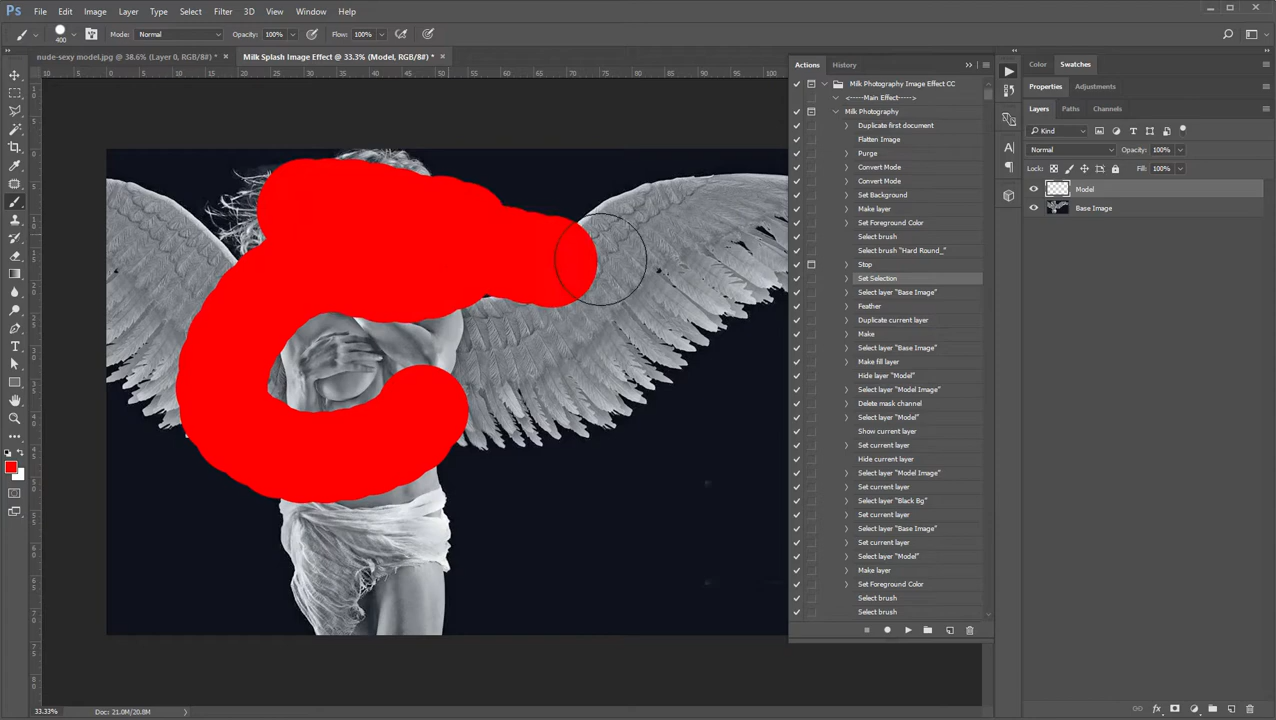 Ps File Edit Image Layer Type Select Filter 3D View Window Help
400 Mode: Normal Opacity: 100% Flow: 100%
nude-sexy model.jpg @ 38.6% (Layer 0, RGB/8#) * × Milk Splash Image Effect @ 33.3% (Model, RGB/8#) * ×
Actions History
Milk Photography Image Effect CC
<-----Main Effect----->
Milk Photography
Duplicate first document
Flatten Image
Purge
Convert Mode
Convert Mode
Set Background
Make layer
Set Foreground Color
Select brush
Select brush "Hard Round_"
Stop
Set Selection
Select layer "Base Image"
Feather
Duplicate current layer
Make
Select layer "Base Image"
Make fill layer
Hide layer "Model"
Select layer "Model Image"
Delete mask channel
Select layer "Model"
Show current layer
Set current layer
Hide current layer
Select layer "Model Image"
Set current layer
Select layer "Black Bg"
Set current layer
Select layer "Base Image"
Set current layer
Select layer "Model"
Make layer
Set Foreground Color
Select brush
Select brush
Color Swatches
Properties Adjustments
Layers Paths Channels
Kind
Normal Opacity: 100%
Lock: Fill: 100%
Model
Base Image
33.33% Doc: 21.0M/20.8M